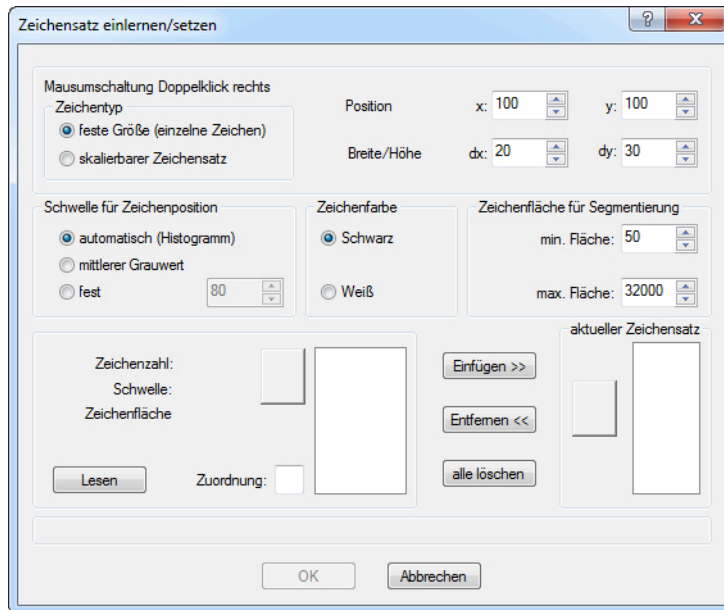 Zeichensatz einlernen/setzen
Mausumschaltung Doppelklick rechts
Zeichentyp
feste Größe (einzelne Zeichen)
skalierbarer Zeichensatz
Position x: 100 y: 100
Breite/Höhe dx: 20 dy: 30
Schwelle für Zeichenposition
automatisch (Histogramm)
mittlerer Grauwert
fest 80
Zeichenfarbe
Schwarz
Weiß
Zeichenfläche für Segmentierung
min. Fläche: 50
max. Fläche: 32000
Zeichenzahl:
Schwelle:
Zeichenfläche
Lesen
Zuordnung:
Einfügen >>
Entfernen <<
alle löschen
aktueller Zeichensatz
OK
Abbrechen